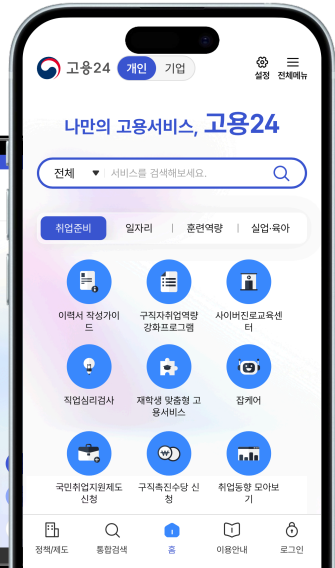 고용24 개인 기업
설정 전체메뉴
나만의 고용서비스, 고용24
전체 ▼ 서비스를 검색해보세요.
취업준비 일자리 훈련역량 실업·육아
이력서 작성가이드
구직자취업역량 강화프로그램
사이버진로교육센터
직업심리검사
재학생 맞춤형 고용서비스
잡케어
국민취업지원제도 신청
구직촉진수당 신청
취업동향 모아보기
정책/제도 통합검색 홈 이용안내 로그인